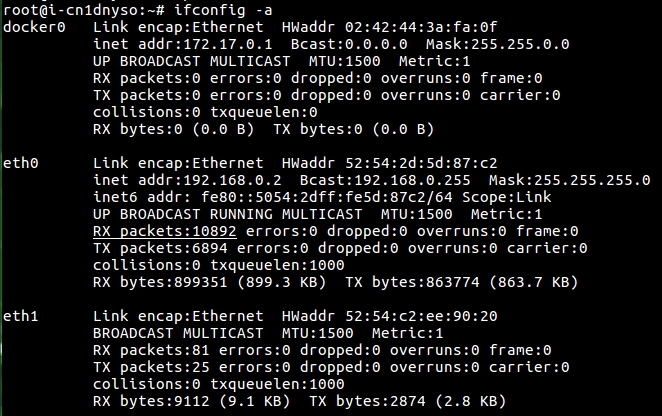 root@i-cn1dnyso:~# ifconfig -a
docker0   Link encap:Ethernet  HWaddr 02:42:44:3a:fa:0f
          inet addr:172.17.0.1  Bcast:0.0.0.0  Mask:255.255.0.0
          UP BROADCAST MULTICAST  MTU:1500  Metric:1
          RX packets:0 errors:0 dropped:0 overruns:0 frame:0
          TX packets:0 errors:0 dropped:0 overruns:0 carrier:0
          collisions:0 txqueuelen:0
          RX bytes:0 (0.0 B)  TX bytes:0 (0.0 B)

eth0      Link encap:Ethernet  HWaddr 52:54:2d:5d:87:c2
          inet addr:192.168.0.2  Bcast:192.168.0.255  Mask:255.255.255.0
          inet6 addr: fe80::5054:2dff:fe5d:87c2/64 Scope:Link
          UP BROADCAST RUNNING MULTICAST  MTU:1500  Metric:1
          RX packets:10892 errors:0 dropped:0 overruns:0 frame:0
          TX packets:6894 errors:0 dropped:0 overruns:0 carrier:0
          collisions:0 txqueuelen:1000
          RX bytes:899351 (899.3 KB)  TX bytes:863774 (863.7 KB)

eth1      Link encap:Ethernet  HWaddr 52:54:c2:ee:90:20
          BROADCAST MULTICAST  MTU:1500  Metric:1
          RX packets:81 errors:0 dropped:0 overruns:0 frame:0
          TX packets:25 errors:0 dropped:0 overruns:0 carrier:0
          collisions:0 txqueuelen:1000
          RX bytes:9112 (9.1 KB)  TX bytes:2874 (2.8 KB)